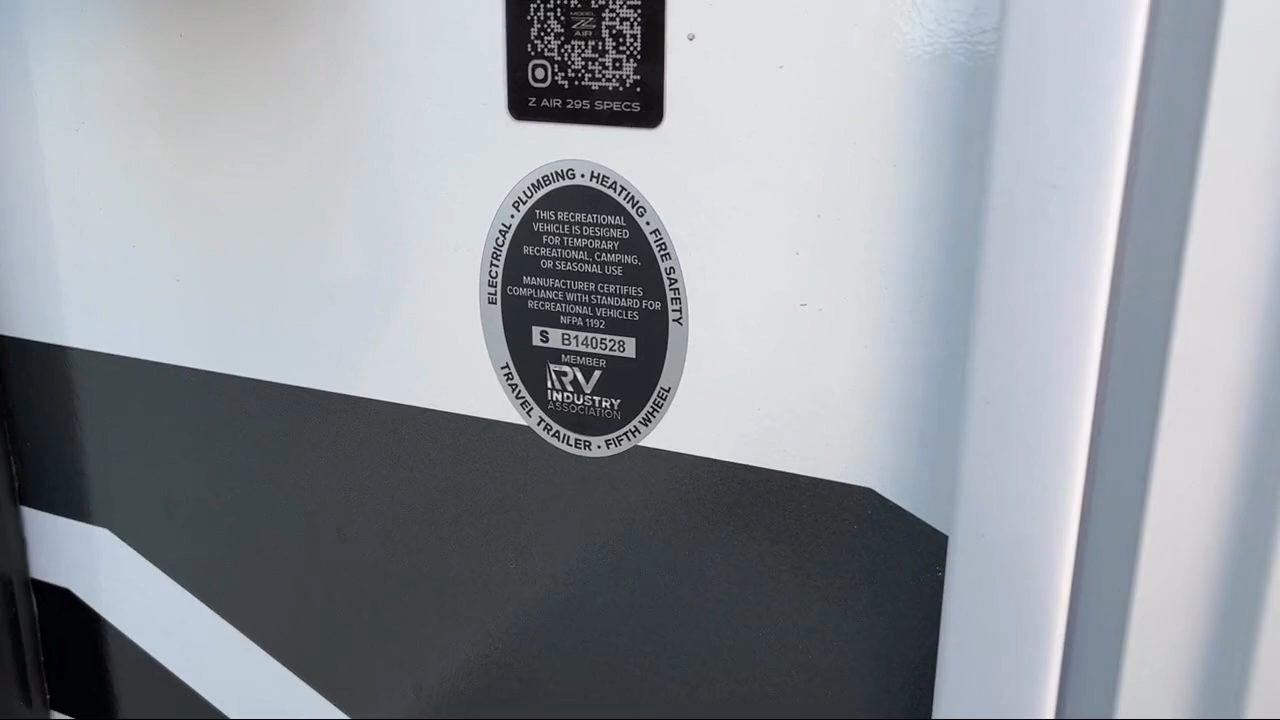 MODEL
Z
AIR
Z AIR 295 SPECS
ELECTRICAL • PLUMBING • HEATING • FIRE SAFETY
THIS RECREATIONAL
VEHICLE IS DESIGNED
FOR TEMPORARY
RECREATIONAL, CAMPING,
OR SEASONAL USE
MANUFACTURER CERTIFIES
COMPLIANCE WITH STANDARD FOR
RECREATIONAL VEHICLES
NFPA 1192
S B140528
MEMBER
RV
INDUSTRY
ASSOCIATION
TRAVEL TRAILER • FIFTH WHEEL